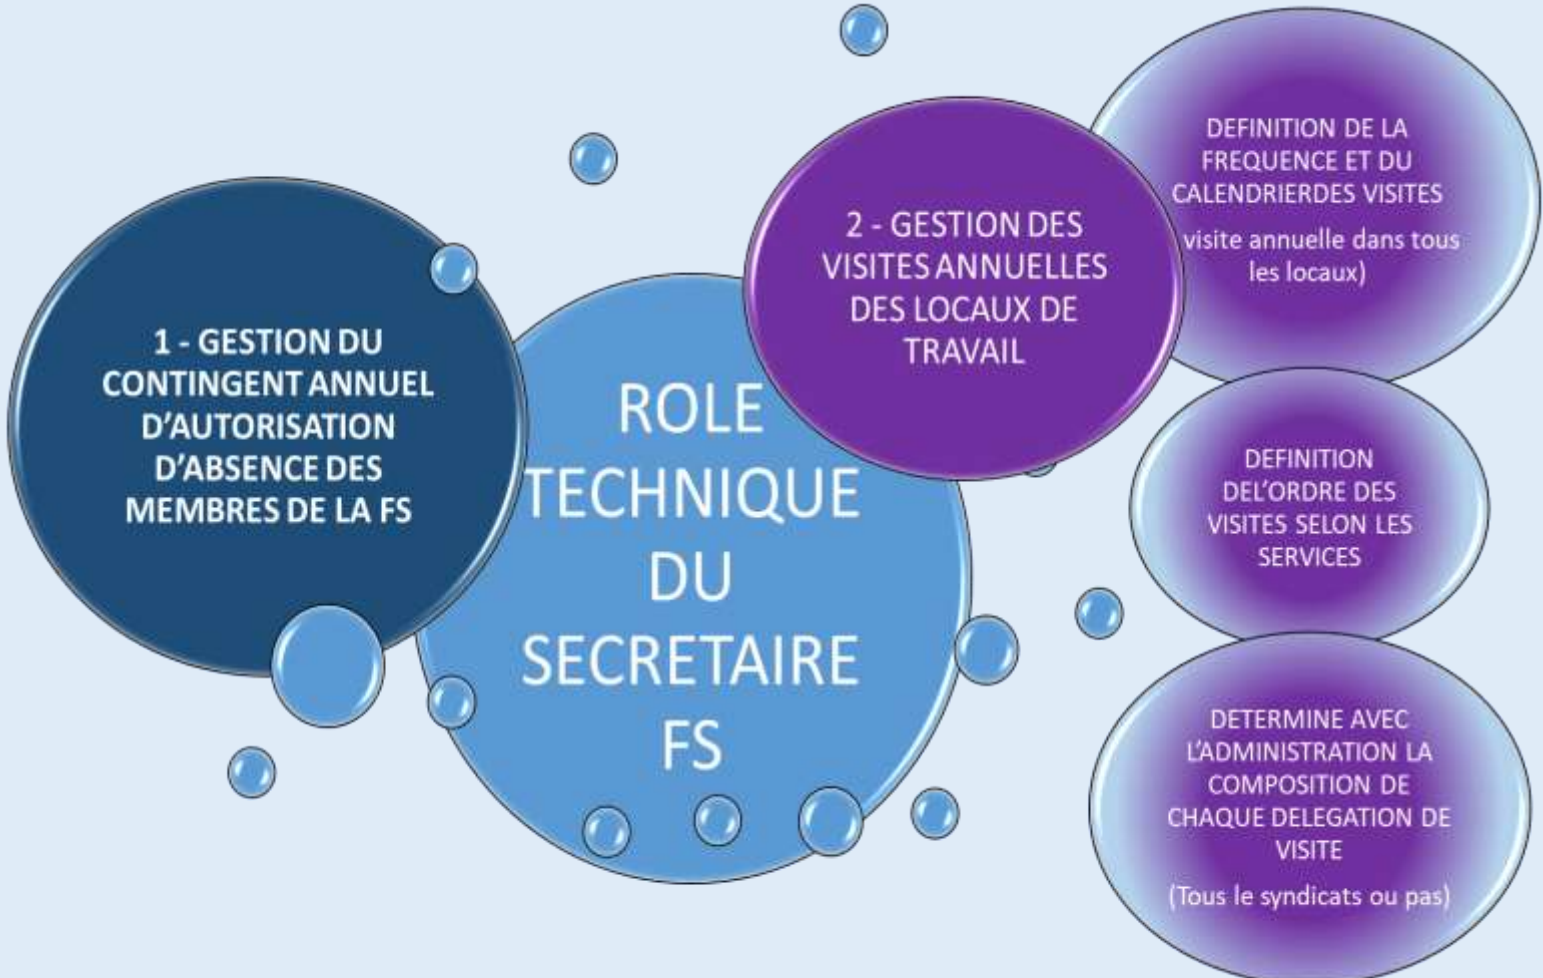 1 - GESTION DU
CONTINGENT ANNUEL
D'AUTORISATION
D'ABSENCE DES
MEMBRES DE LA FS
ROLE
TECHNIQUE
DU
SECRETAIRE
FS
2 - GESTION DES
VISITES ANNUELLES
DES LOCAUX DE
TRAVAIL
DEFINITION DE LA
FREQUENCE ET DU
CALENDRIERDES VISITES
visite annuelle dans tous
les locaux)
DEFINITION
DEL'ORDRE DES
VISITES SELON LES
SERVICES
DETERMINE AVEC
L'ADMINISTRATION LA
COMPOSITION DE
CHAQUE DELEGATION DE
VISITE
(Tous le syndicats ou pas)